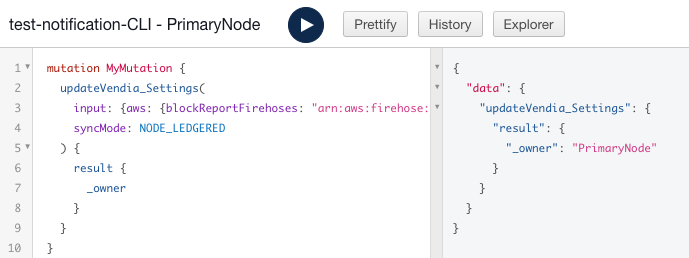 test-notification-CLI - PrimaryNode
Prettify
History
Explorer
1 mutation MyMutation {
2 updateVendia_Settings(
3 input: {aws: {blockReportFirehoses: "arn:aws:firehose:
4 syncMode: NODE_LEDGERED
5 ) {
6 result {
7 _owner
8 }
9 }
10 }
{
"data": {
"updateVendia_Settings": {
"result": {
"_owner": "PrimaryNode"
}
}
}
}